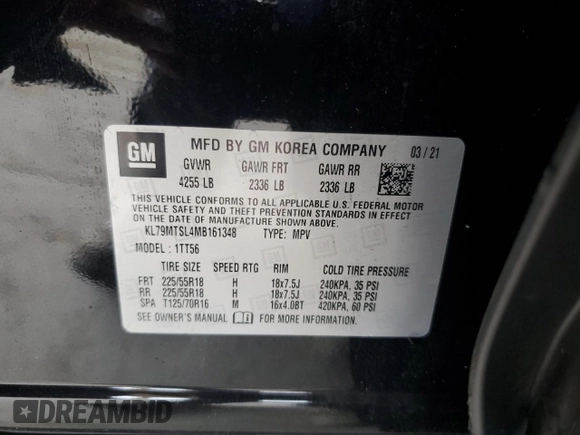 GM
MFD BY GM KOREA COMPANY 03/21
GVWR GAWR FRT GAWR RR
4255 LB 2336 LB 2336 LB
THIS VEHICLE CONFORMS TO ALL APPLICABLE U.S. FEDERAL MOTOR
VEHICLE SAFETY AND THEFT PREVENTION STANDARDS IN EFFECT
ON THE DATE OF MANUFACTURE SHOWN ABOVE.
KL79MTSL4MB161348 TYPE: MPV
MODEL: 1TT56
TIRE SIZE SPEED RTG RIM COLD TIRE PRESSURE
FRT 225/55R18 H 18x7.5J 240KPA, 35 PSI
RR 225/55R18 H 18x7.5J 240KPA, 35 PSI
SPA T125/70R16 M 16x4.0BT 420KPA, 60 PSI
SEE OWNER'S MANUAL FOR MORE INFORMATION.
DREAMBID